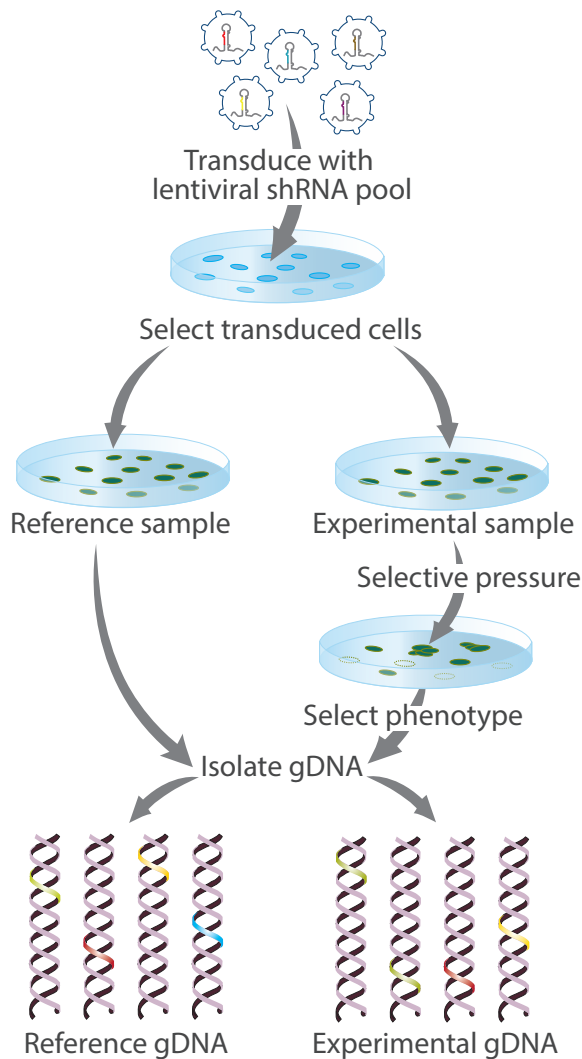 Transduce with
lentiviral shRNA pool
Select transduced cells
Reference sample
Experimental sample
Selective pressure
Select phenotype
Isolate gDNA
Reference gDNA
Experimental gDNA